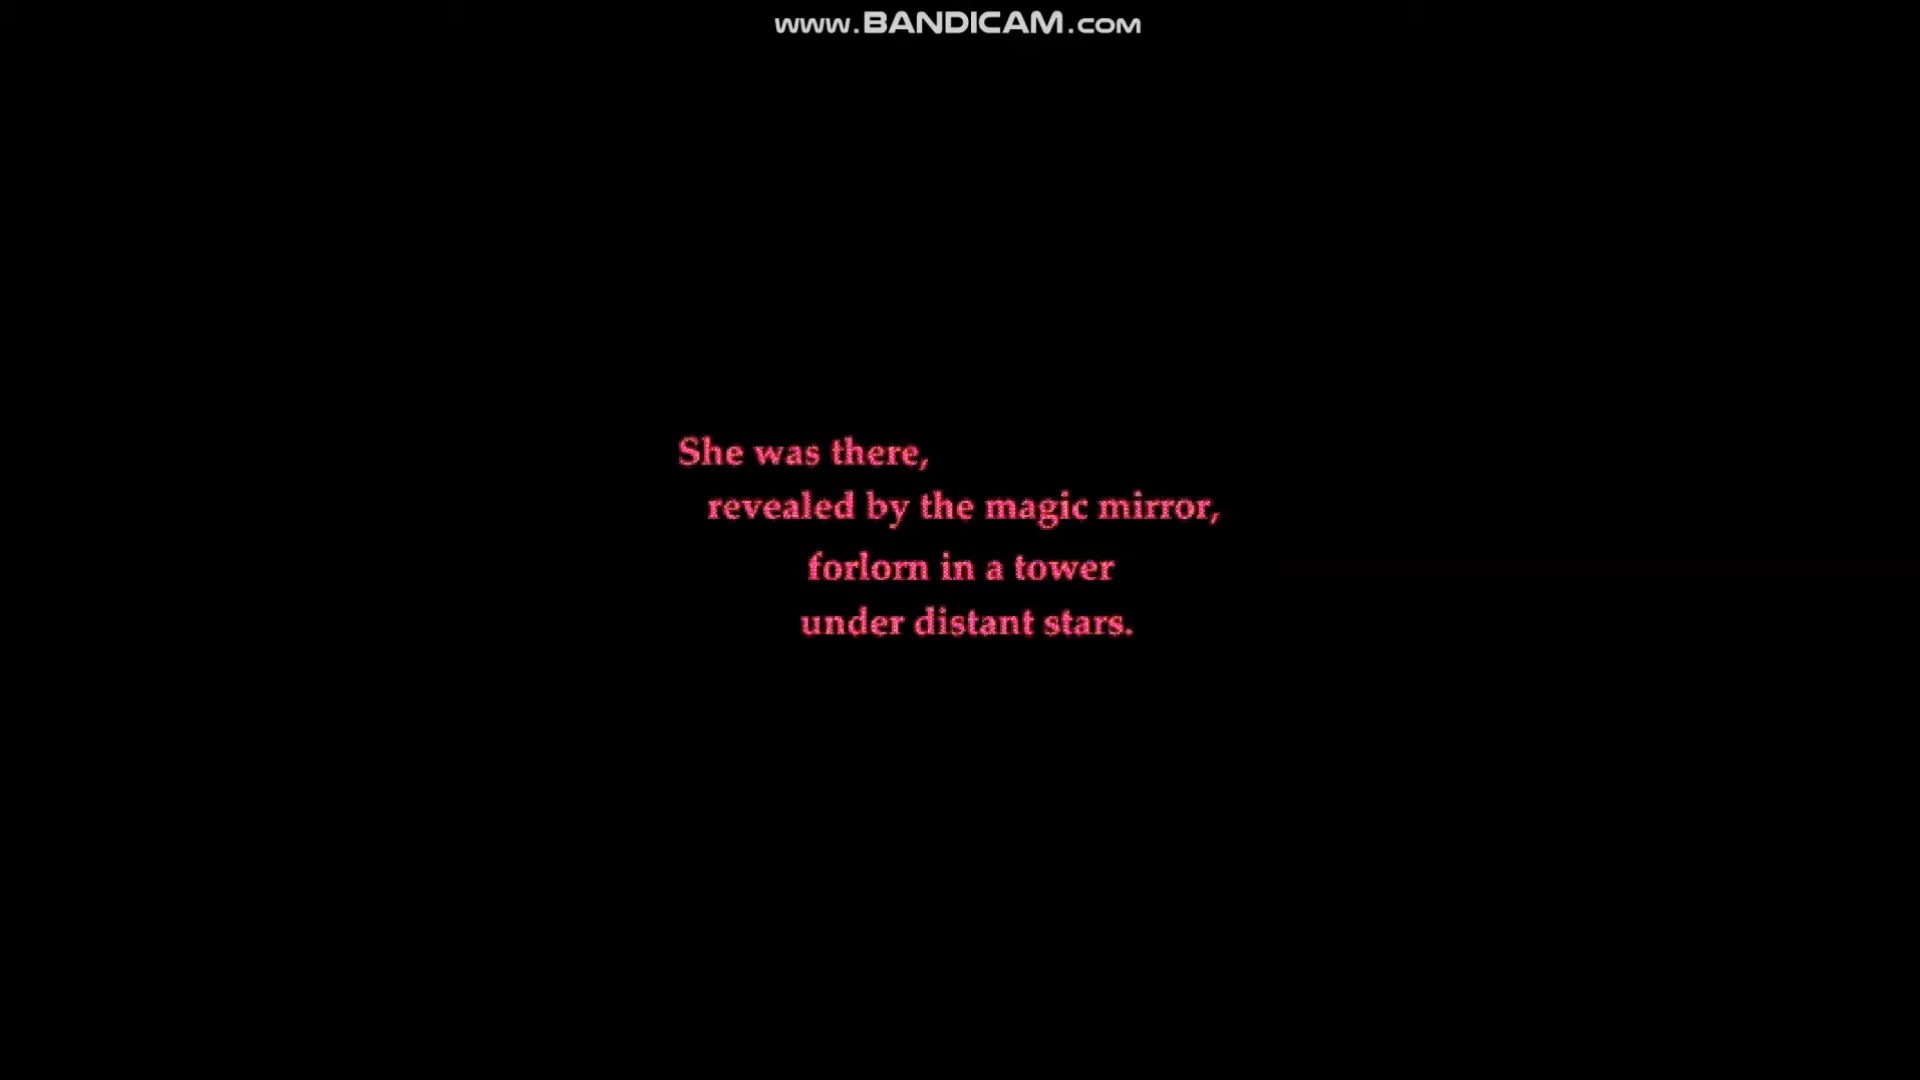 www.BANDICAM.com
She was there,
revealed by the magic mirror,
forlorn in a tower
under distant stars.